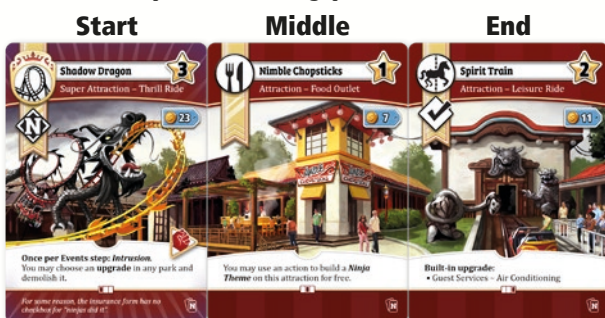 Start Middle End
Shadow Dragon 3
Super Attraction – Thrill Ride
N
23
Once per Events step: Intrusion.
You may choose an upgrade in any park and
demolish it.
For some reason, the insurance form has no
checkbox for "ninjas did it".
N
Nimble Chopsticks 1
Attraction – Food Outlet
7
You may use an action to build a Ninja
Theme on this attraction for free.
N
Spirit Train 2
Attraction – Leisure Ride
11
Built-in upgrade:
• Guest Services – Air Conditioning
N